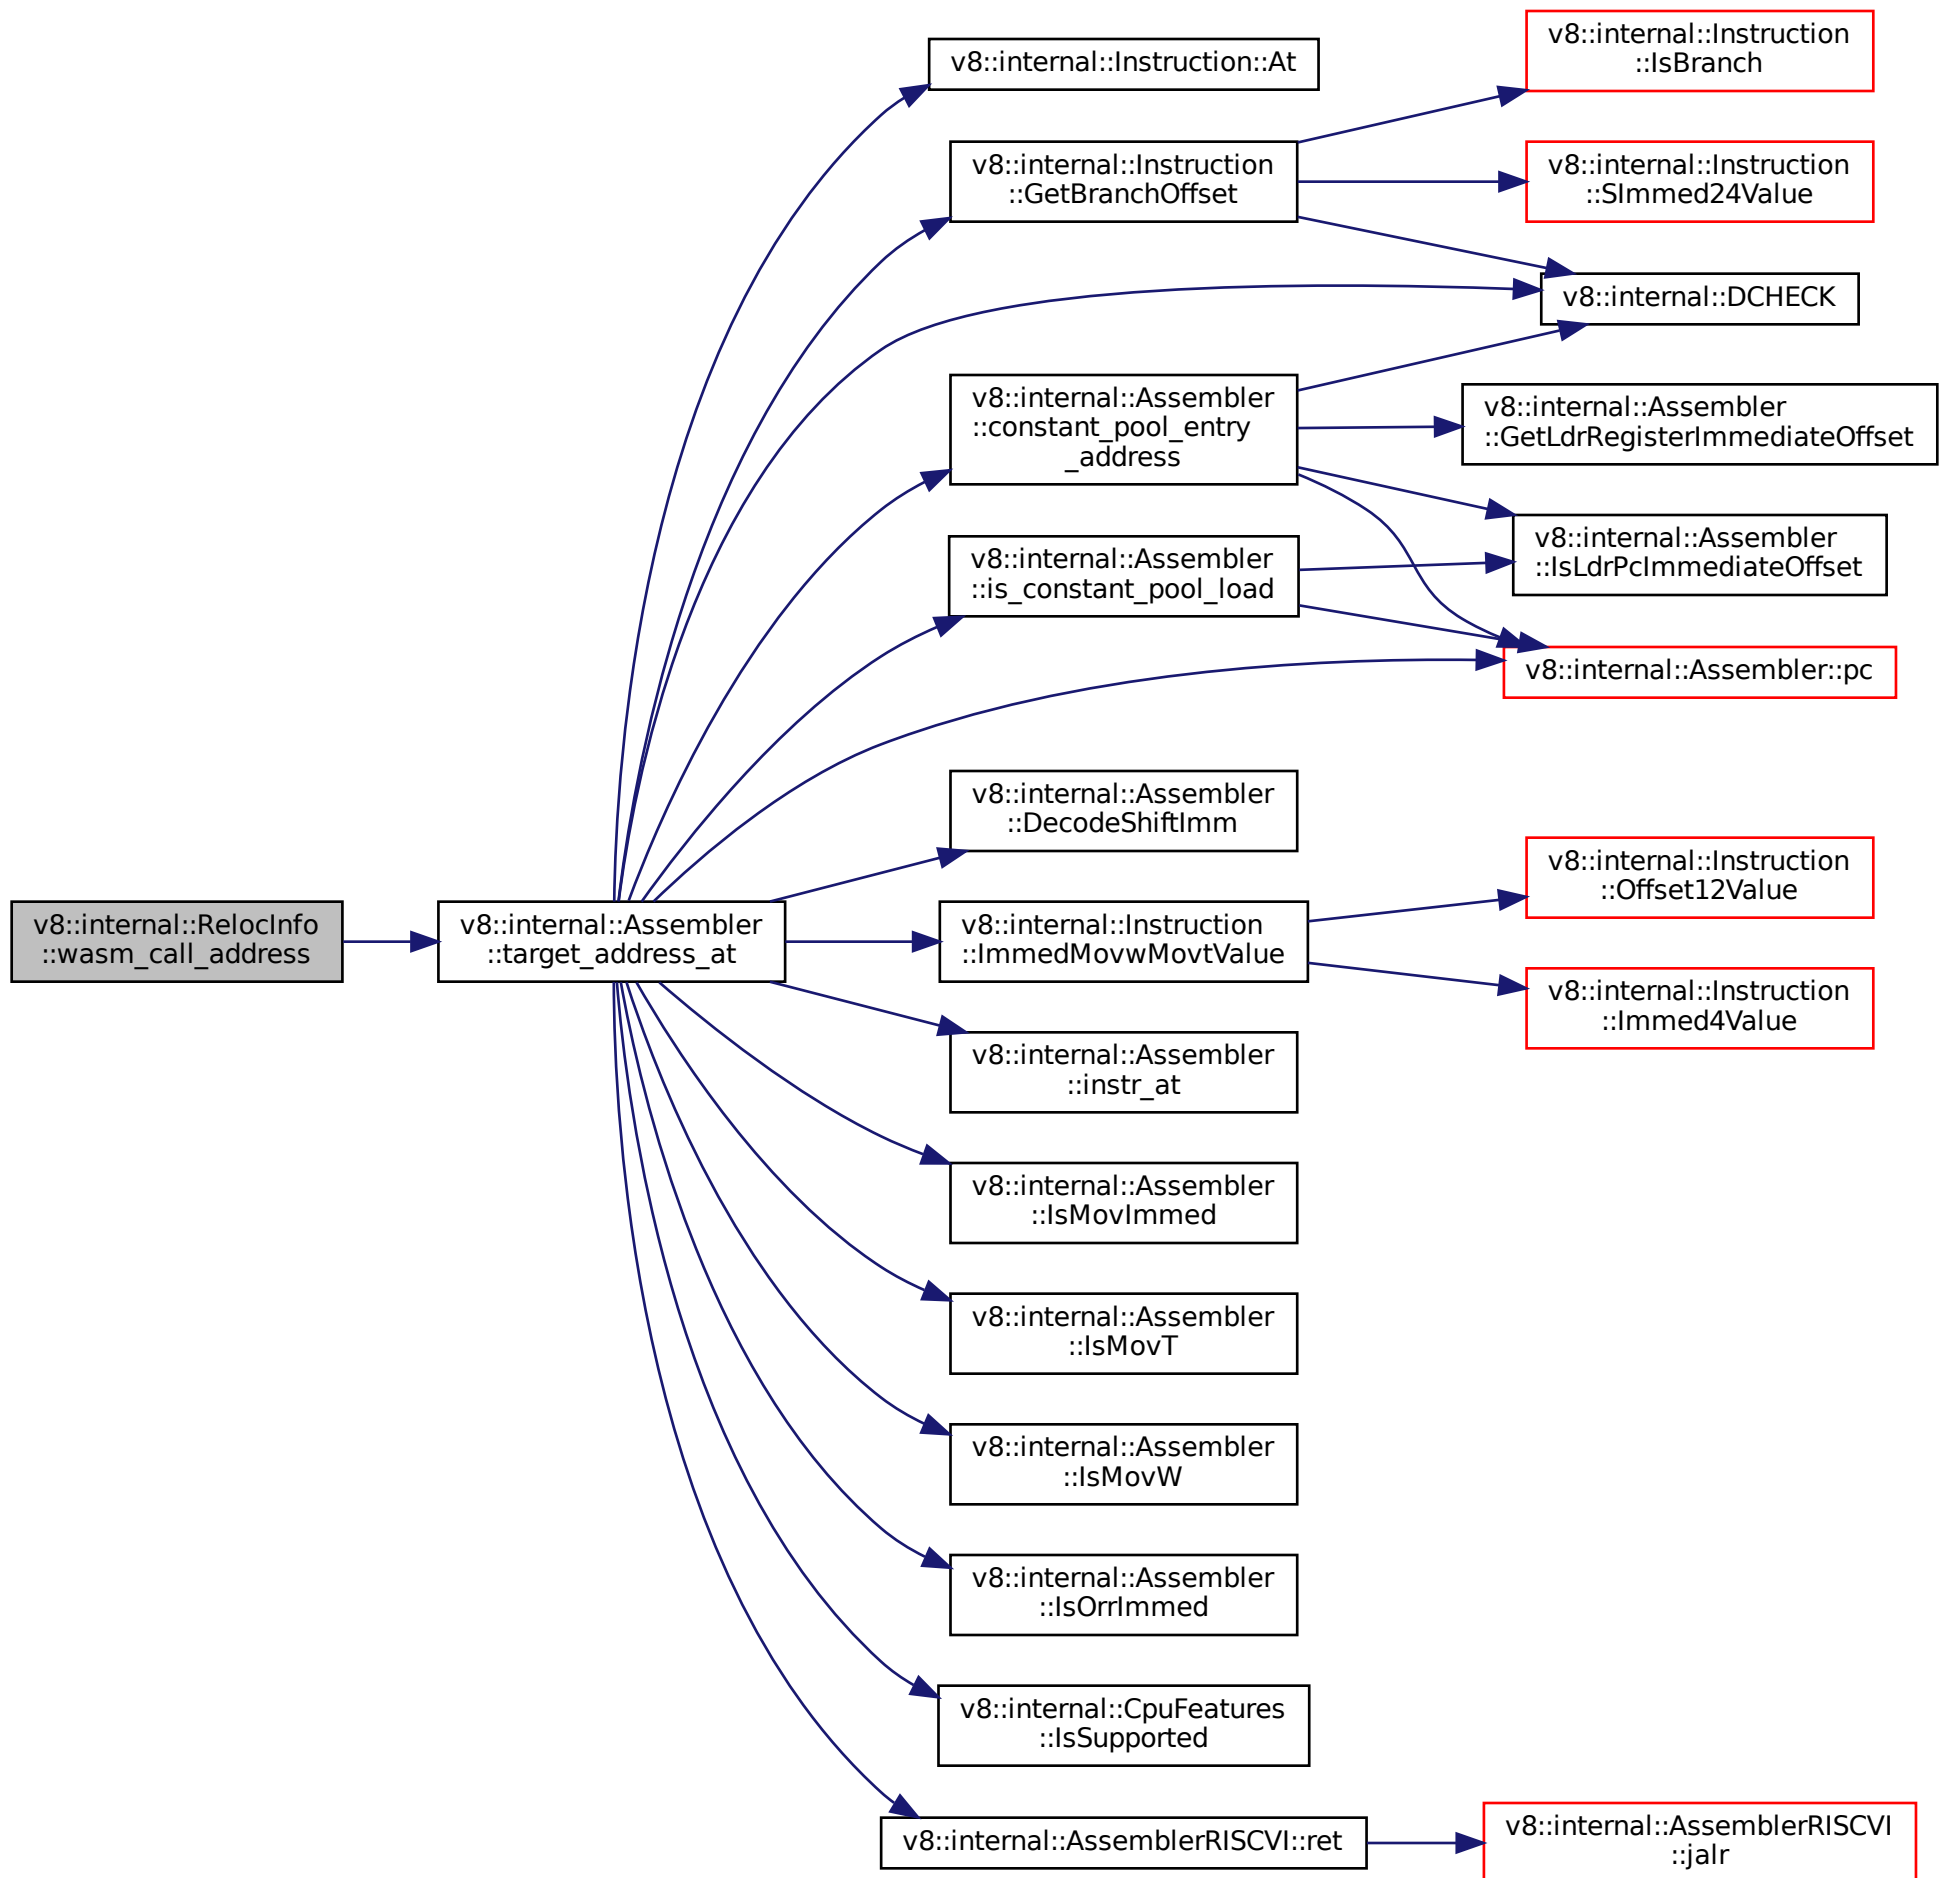 v8::internal::RelocInfo
::wasm_call_address
v8::internal::Assembler
::target_address_at
v8::internal::Instruction::At
v8::internal::Instruction
::GetBranchOffset
v8::internal::Assembler
::constant_pool_entry
_address
v8::internal::Assembler
::is_constant_pool_load
v8::internal::Assembler
::DecodeShiftImm
v8::internal::Instruction
::ImmedMovwMovtValue
v8::internal::Assembler
::instr_at
v8::internal::Assembler
::IsMovImmed
v8::internal::Assembler
::IsMovT
v8::internal::Assembler
::IsMovW
v8::internal::Assembler
::IsOrrImmed
v8::internal::CpuFeatures
::IsSupported
v8::internal::AssemblerRISCVI::ret
v8::internal::Instruction
::IsBranch
v8::internal::Instruction
::SImmed24Value
v8::internal::DCHECK
v8::internal::Assembler
::GetLdrRegisterImmediateOffset
v8::internal::Assembler
::IsLdrPcImmediateOffset
v8::internal::Assembler::pc
v8::internal::Instruction
::Offset12Value
v8::internal::Instruction
::Immed4Value
v8::internal::AssemblerRISCVI
::jalr